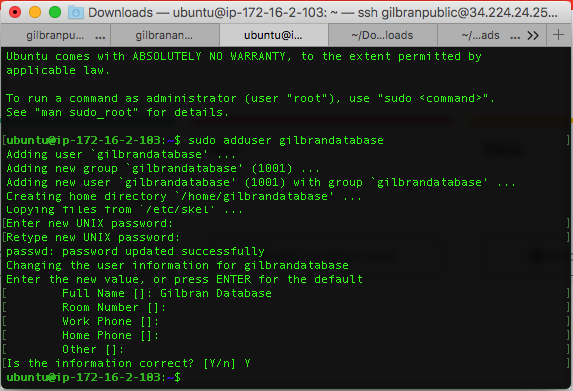 Downloads — ubuntu@ip-172-16-2-103: ~ — ssh gilbranpublic@34.224.24.25...
gilbranpu... ... gilbranan... ubuntu@i... ~/Do...loads ~/...ads ... >> +
Ubuntu comes with ABSOLUTELY NO WARRANTY, to the extent permitted by
applicable law.
To run a command as administrator (user "root"), use "sudo <command>".
See "man sudo_root" for details.
[ubuntu@ip-172-16-2-103:~$ sudo adduser gilbrandatabase ]
Adding user `gilbrandatabase' ...
Adding new group `gilbrandatabase' (1001) ...
Adding new user `gilbrandatabase' (1001) with group `gilbrandatabase' ...
Creating home directory `/home/gilbrandatabase' ...
Copying files from `/etc/skel' ...
[Enter new UNIX password: ]
[Retype new UNIX password: ]
passwd: password updated successfully
Changing the user information for gilbrandatabase
Enter the new value, or press ENTER for the default
[ Full Name []: Gilbran Database ]
[ Room Number []: ]
[ Work Phone []: ]
[ Home Phone []: ]
[ Other []: ]
[Is the information correct? [Y/n] Y ]
ubuntu@ip-172-16-2-103:~$